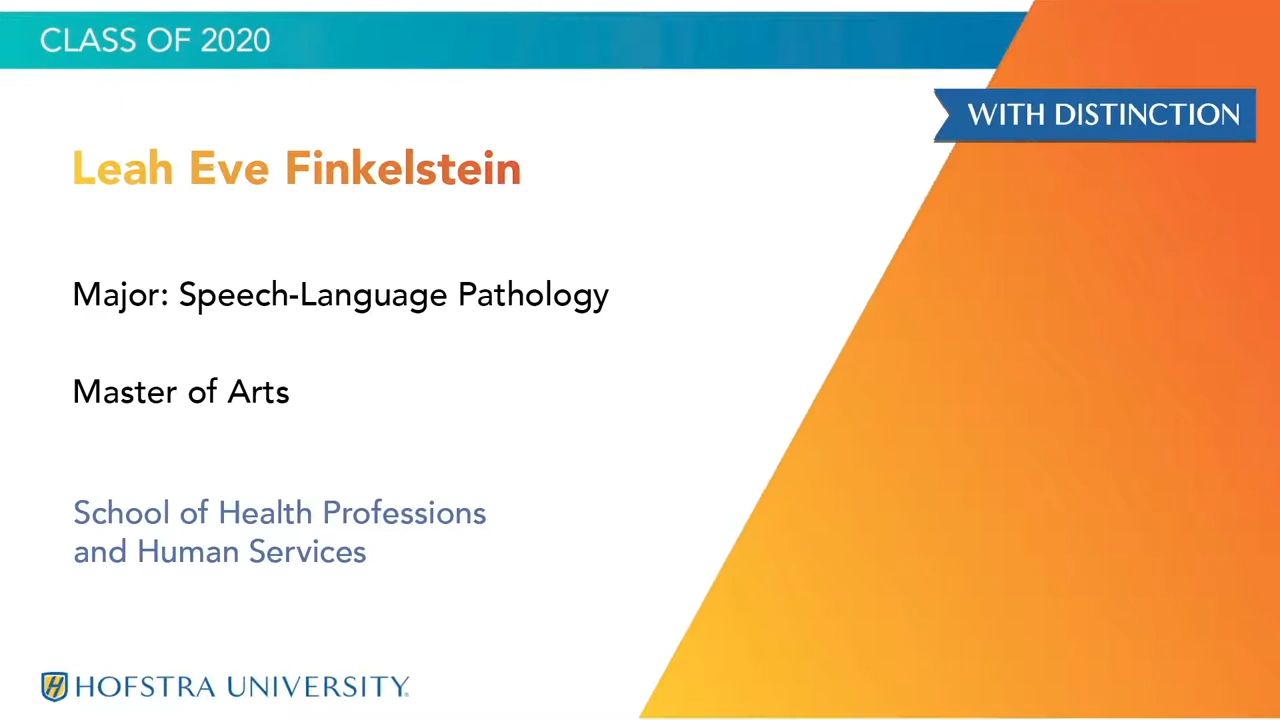 CLASS OF 2020
WITH DISTINCTION
Leah Eve Finkelstein
Major: Speech-Language Pathology
Master of Arts
School of Health Professions
and Human Services
H HOFSTRA UNIVERSITY®